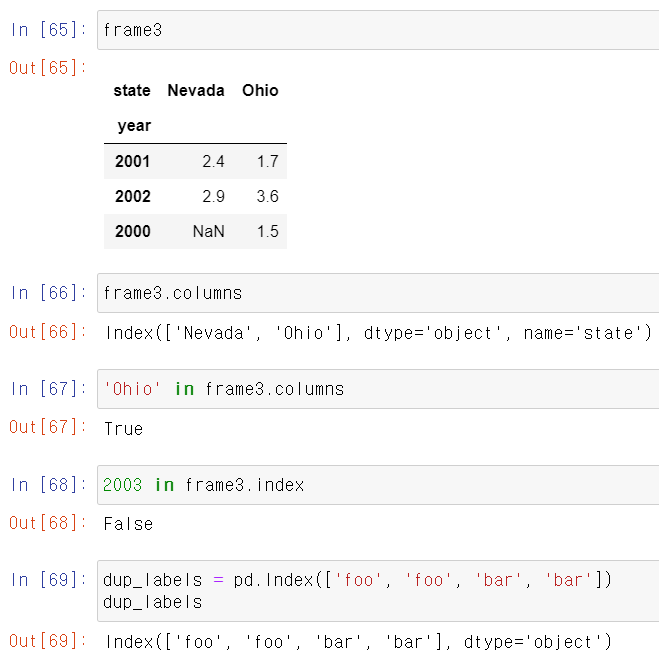 In [65]: frame3
Out[65]:
state Nevada Ohio
year
2001 2.4 1.7
2002 2.9 3.6
2000 NaN 1.5
In [66]: frame3.columns
Out[66]: Index(['Nevada', 'Ohio'], dtype='object', name='state')
In [67]: 'Ohio' in frame3.columns
Out[67]: True
In [68]: 2003 in frame3.index
Out[68]: False
In [69]: dup_labels = pd.Index(['foo', 'foo', 'bar', 'bar'])
dup_labels
Out[69]: Index(['foo', 'foo', 'bar', 'bar'], dtype='object')